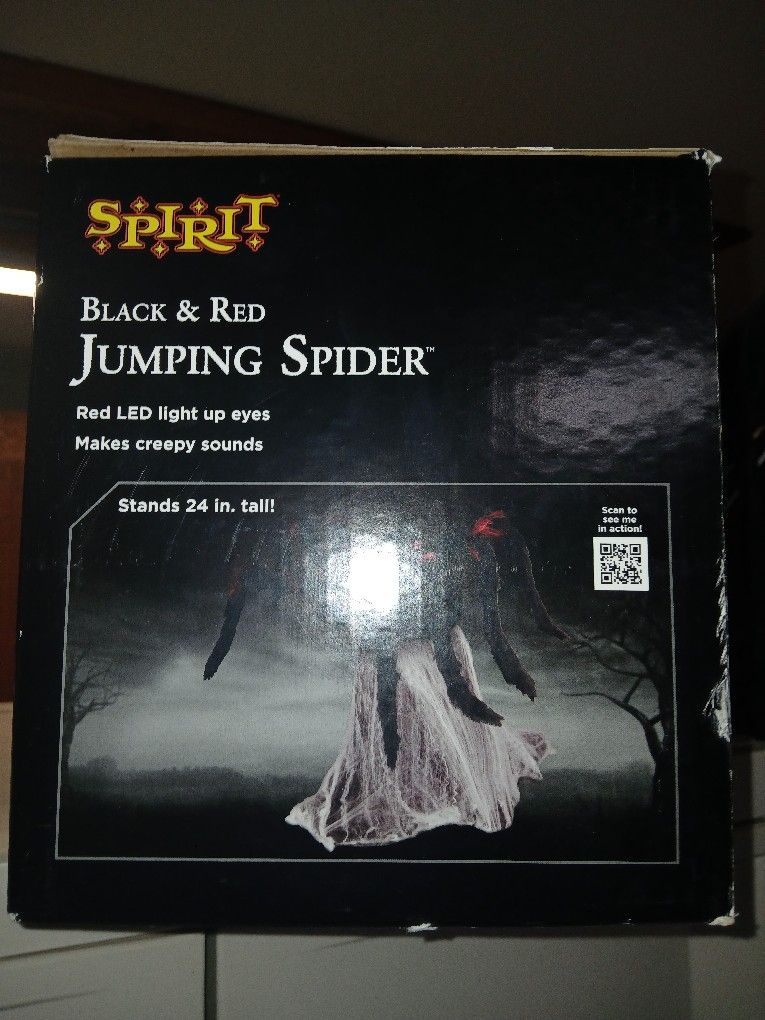 SPIRIT
BLACK & RED
JUMPING SPIDER™
Red LED light up eyes
Makes creepy sounds
Stands 24 in. tall!
Scan to
see me
in action!